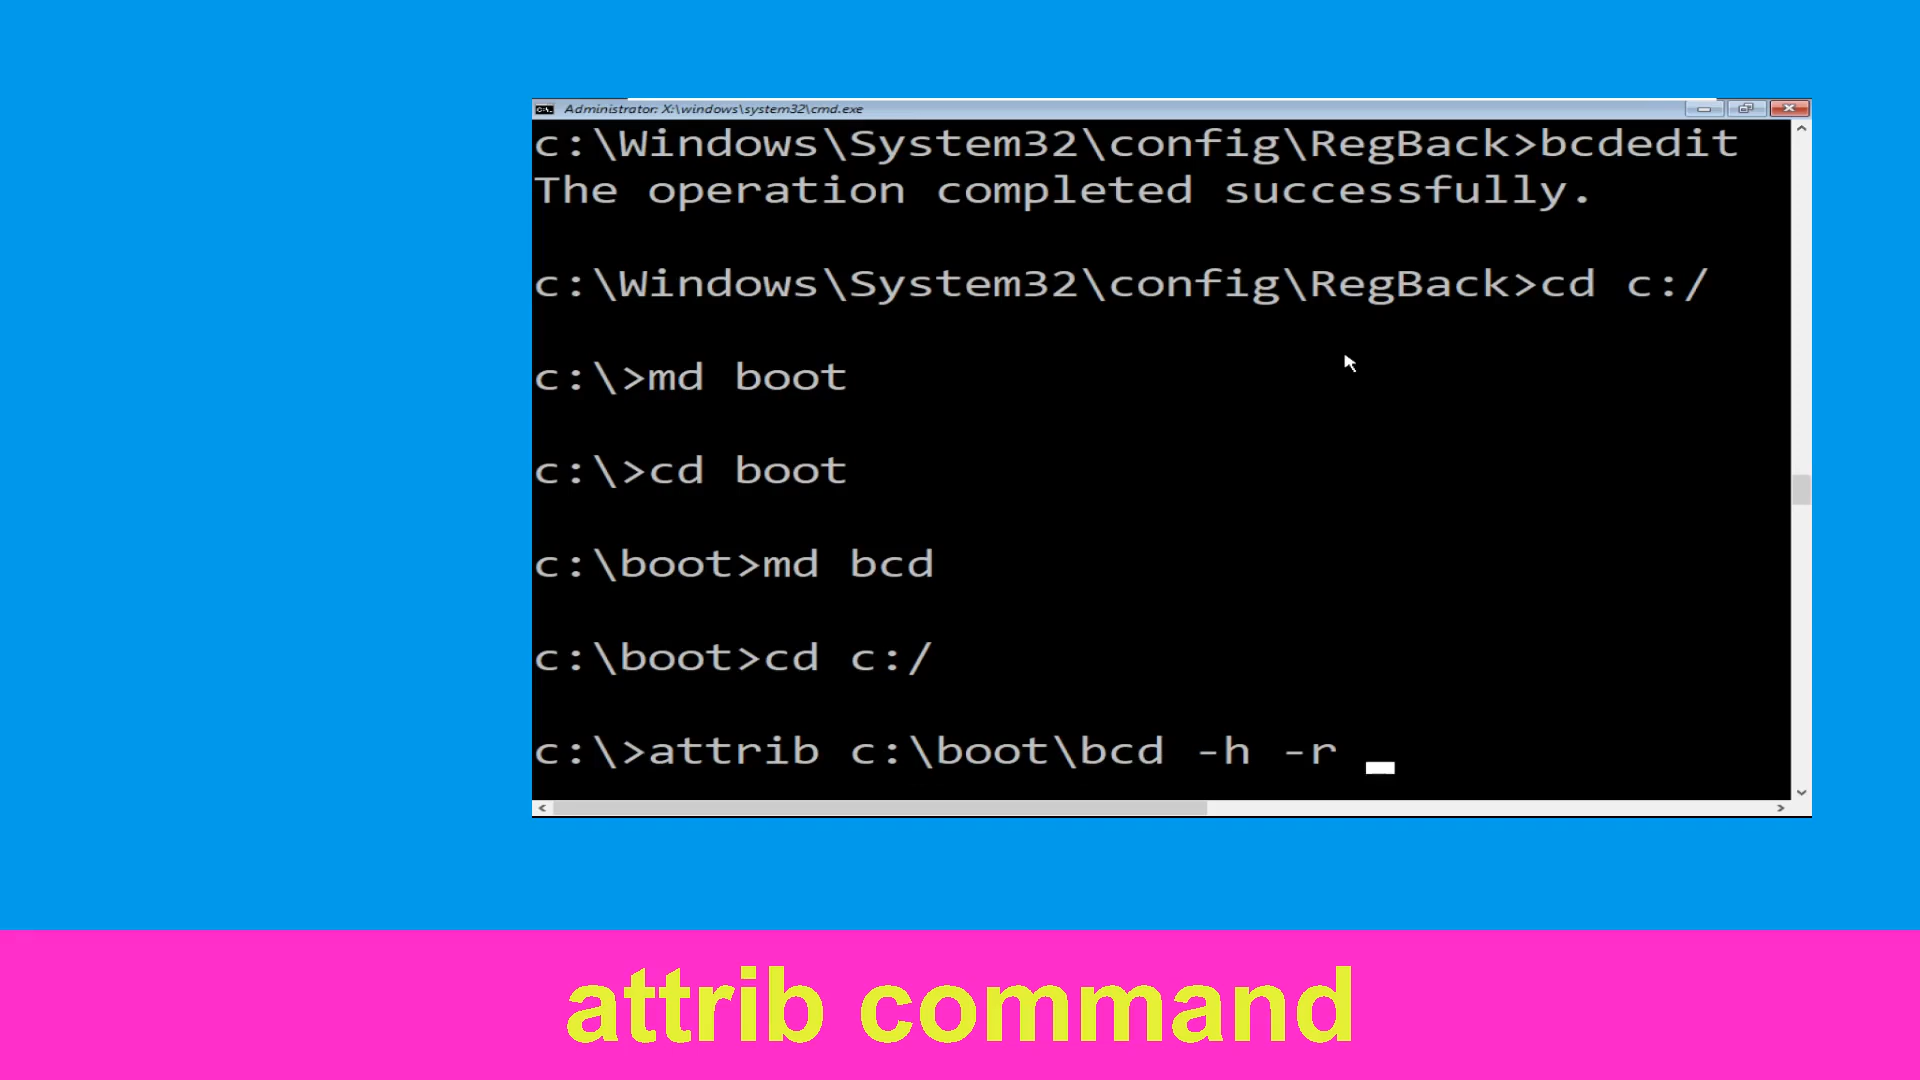 Administrator: X:\windows\system32\cmd.exe
c:\Windows\System32\config\RegBack>bcdedit
The operation completed successfully.
c:\Windows\System32\config\RegBack>cd c:/
c:\>md boot
c:\>cd boot
c:\boot>md bcd
c:\boot>cd c:/
c:\>attrib c:\boot\bcd -h -r
attrib command